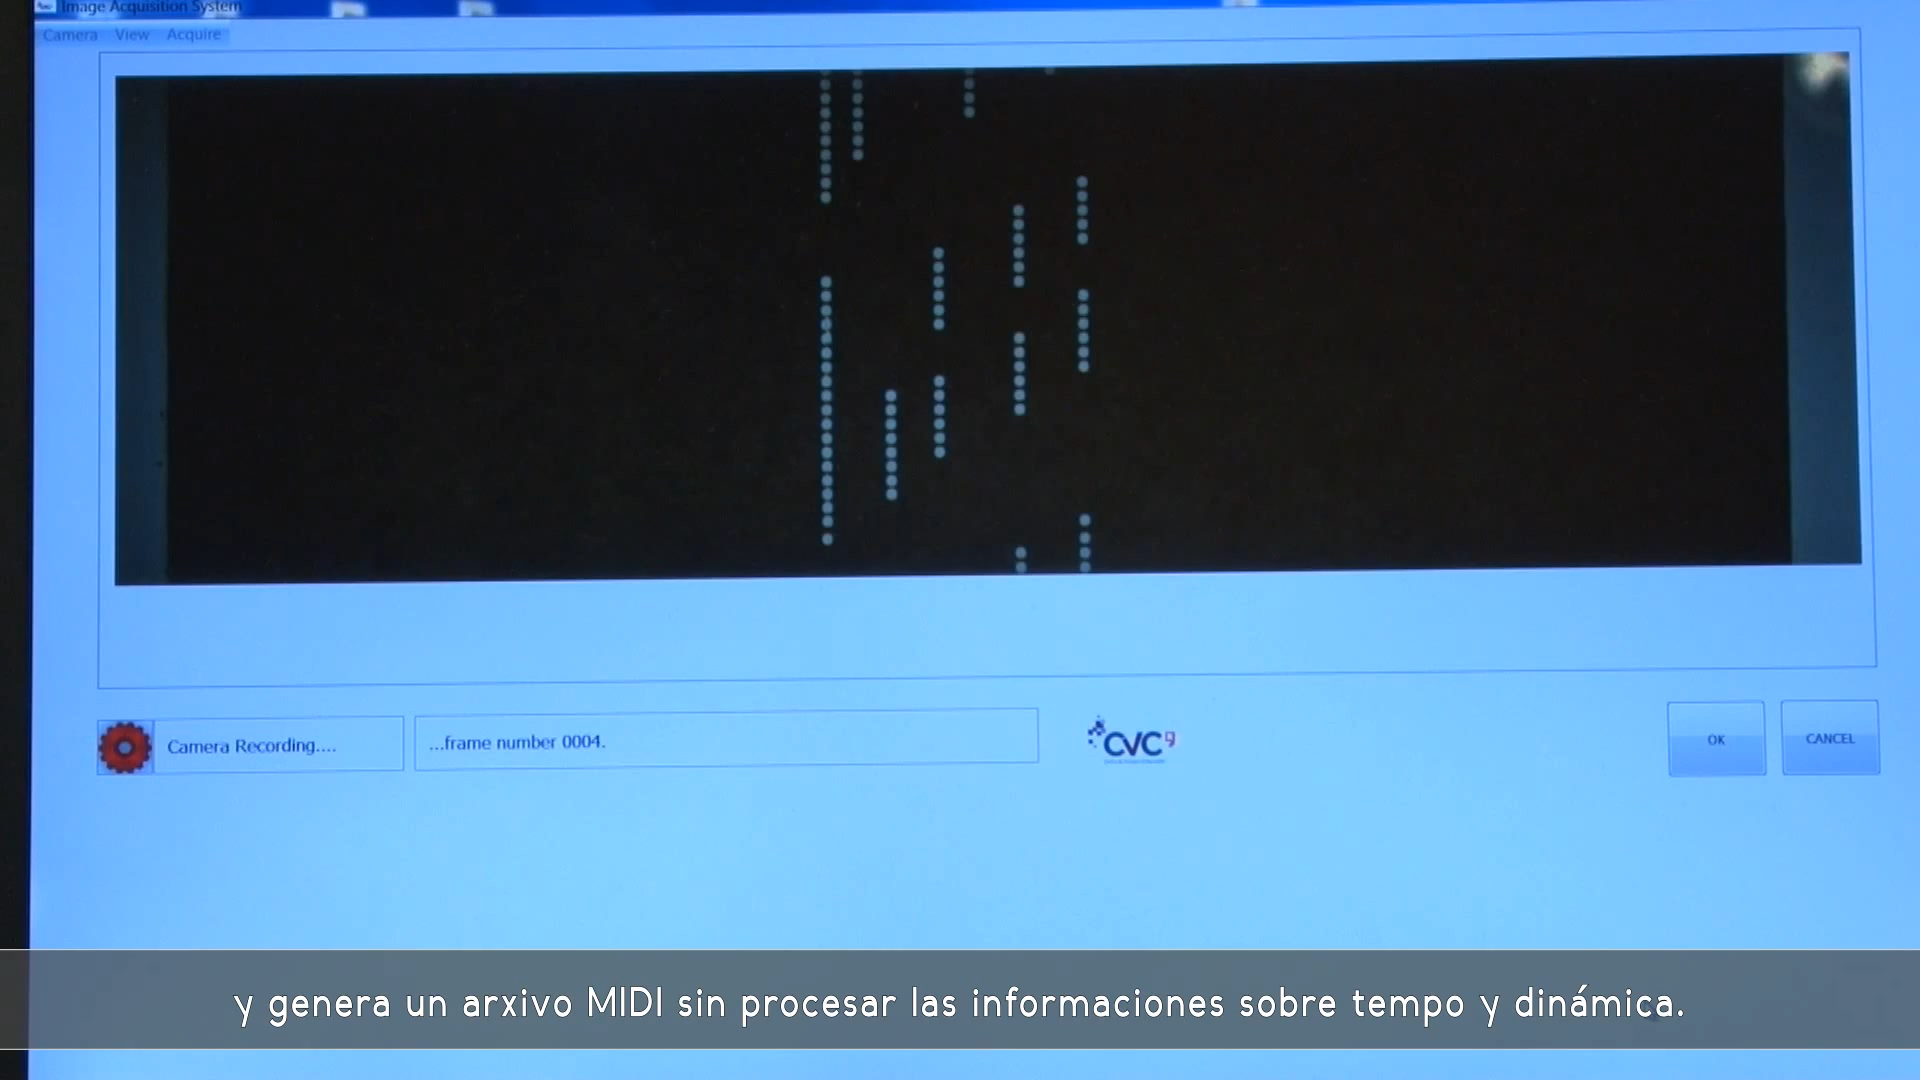 Image Acquisition System
Camera View Acquire
Camera Recording....
...frame number 0004.
CVC
OK
CANCEL
y genera un arxivo MIDI sin procesar las informaciones sobre tempo y dinámica.